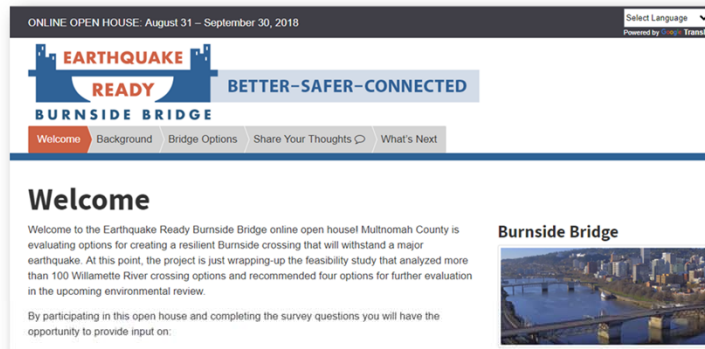 ONLINE OPEN HOUSE: August 31 – September 30, 2018
Select Language
Powered by Google Transl
EARTHQUAKE
READY
BURNSIDE BRIDGE
BETTER–SAFER–CONNECTED
Welcome Background Bridge Options Share Your Thoughts What's Next
Welcome
Welcome to the Earthquake Ready Burnside Bridge online open house! Multnomah County is
evaluating options for creating a resilient Burnside crossing that will withstand a major
earthquake. At this point, the project is just wrapping-up the feasibility study that analyzed more
than 100 Willamette River crossing options and recommended four options for further evaluation
in the upcoming environmental review.
By participating in this open house and completing the survey questions you will have the
opportunity to provide input on:
Burnside Bridge